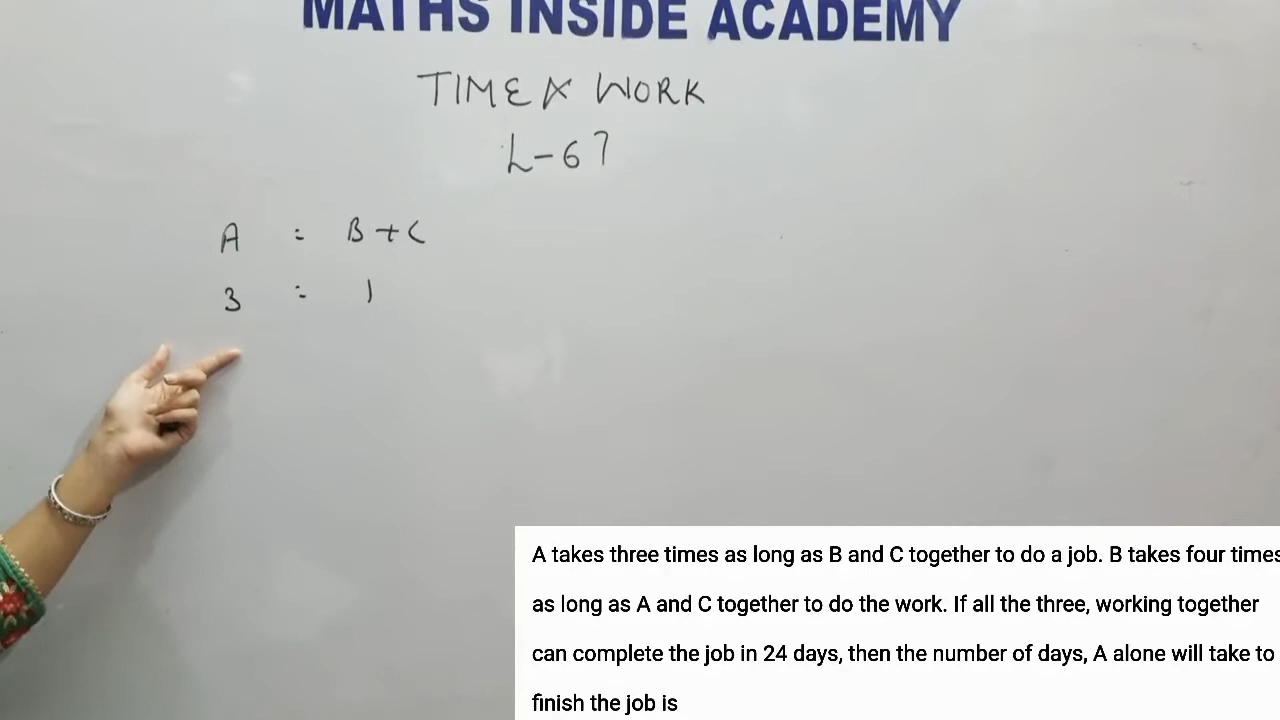 MATHS INSIDE ACADEMY
TIME & WORK
L-67
A : B+C
3 : 1
A takes three times as long as B and C together to do a job. B takes four times
as long as A and C together to do the work. If all the three, working together
can complete the job in 24 days, then the number of days, A alone will take to
finish the job is